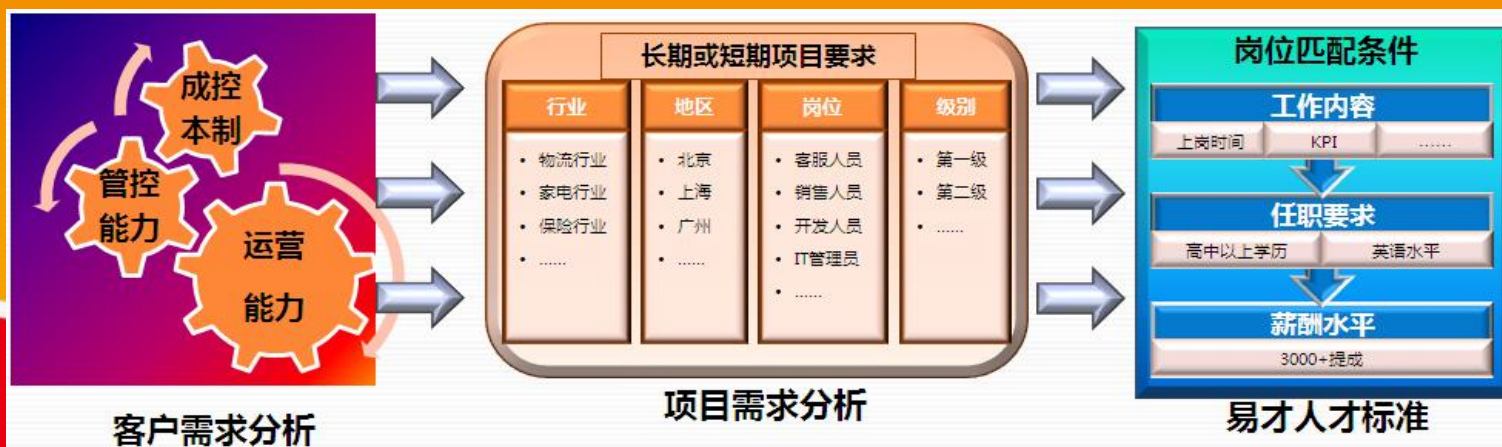 成控
本制
管控
能力
运营
能力
客户需求分析
长期或短期项目要求
行业
• 物流行业
• 家电行业
• 保险行业
• ......
地区
• 北京
• 上海
• 广州
• ......
岗位
• 客服人员
• 销售人员
• 开发人员
• IT管理员
• ......
级别
• 第一级
• 第二级
• ......
项目需求分析
岗位匹配条件
工作内容
上岗时间 KPI ......
任职要求
高中以上学历 英语水平
薪酬水平
3000+提成
易才人才标准